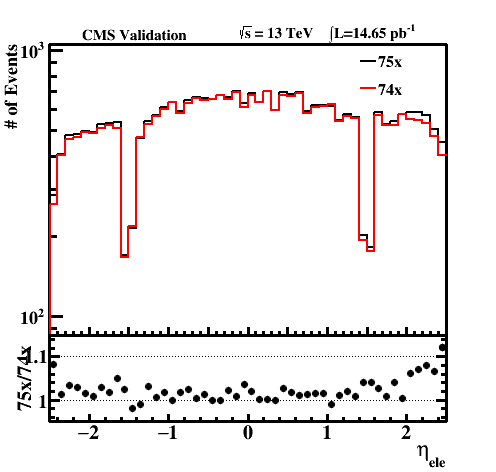 CMS Validation √s = 13 TeV ∫L=14.65 pb⁻¹
10³
75x
74x
# of Events
10²
75x/74x
1.1
1
−2 −1 0 1 2
η_ele